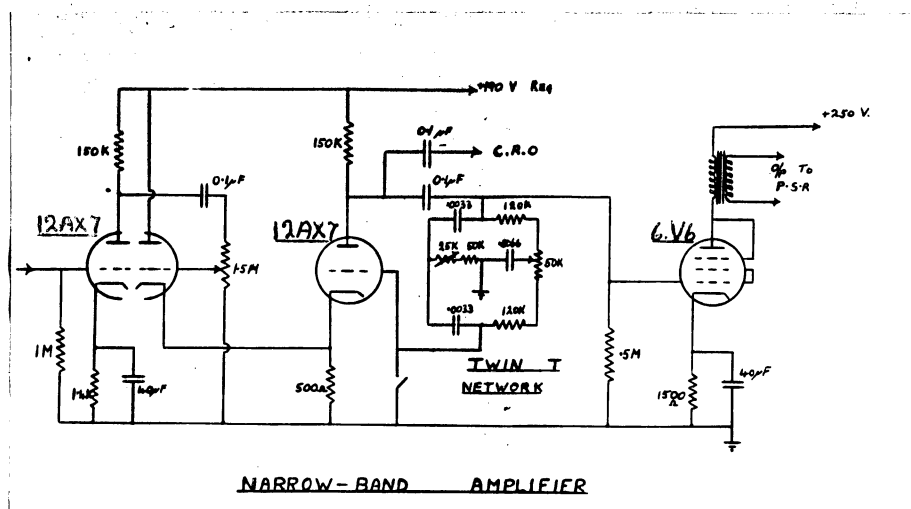 +190 V Reg
+250 V.
150K
150K
0.1μF
C.R.O
0.1μF
0.1μF
O/P To
P.S.R
12AX7
12AX7
6.V6
.0033
120K
1.5M
25K
50K
.0066
50K
.0033
120K
1M
.5M
TWIN T
NETWORK
40μF
500Ω
1500
Ω
40μF
NARROW-BAND AMPLIFIER